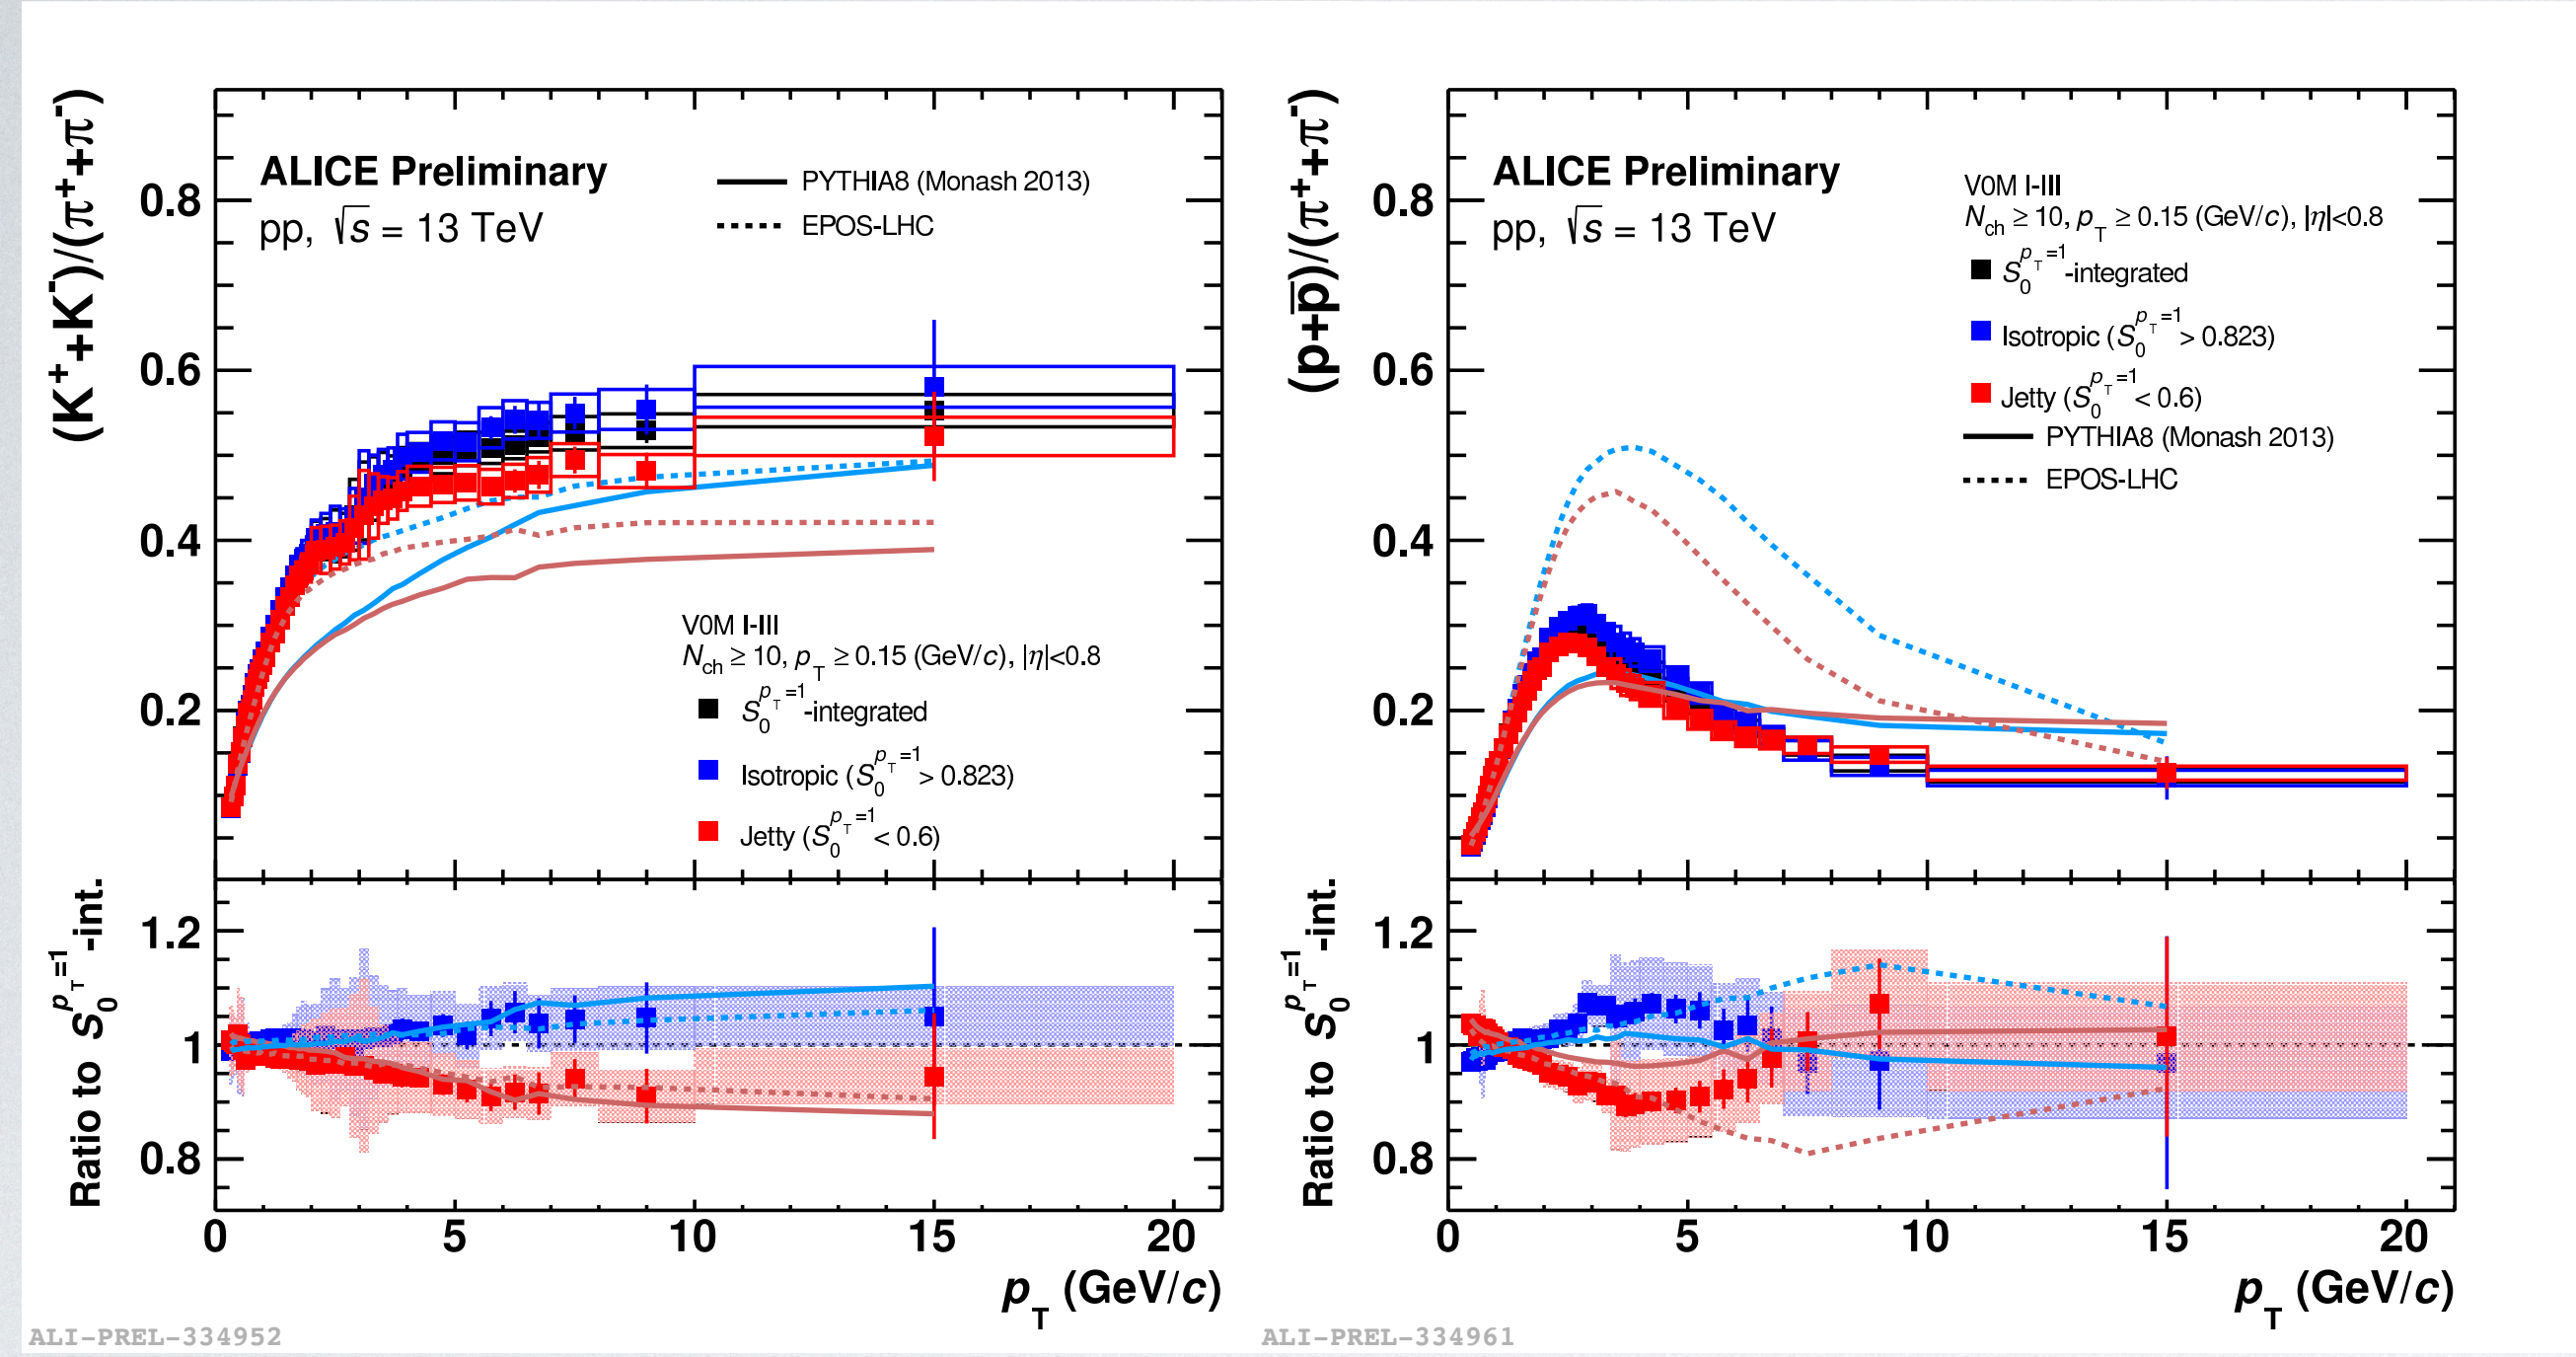 (K⁺+K⁻)/(π⁺+π⁻)
ALICE Preliminary
pp, √s = 13 TeV
PYTHIA8 (Monash 2013)
EPOS-LHC
0.8
0.6
0.4
0.2
V0M I-III
N_ch ≥ 10, p_T ≥ 0.15 (GeV/c), |η|<0.8
S_0^{p_T=1}-integrated
Isotropic (S_0^{p_T=1} > 0.823)
Jetty (S_0^{p_T=1} < 0.6)
Ratio to S_0^{p_T=1}-int.
1.2
1
0.8
0 5 10 15 20
p_T (GeV/c)
ALI-PREL-334952
(p+p̅)/(π⁺+π⁻)
ALICE Preliminary
pp, √s = 13 TeV
V0M I-III
N_ch ≥ 10, p_T ≥ 0.15 (GeV/c), |η|<0.8
S_0^{p_T=1}-integrated
Isotropic (S_0^{p_T=1} > 0.823)
Jetty (S_0^{p_T=1} < 0.6)
PYTHIA8 (Monash 2013)
EPOS-LHC
0.8
0.6
0.4
0.2
Ratio to S_0^{p_T=1}-int.
1.2
1
0.8
0 5 10 15 20
p_T (GeV/c)
ALI-PREL-334961